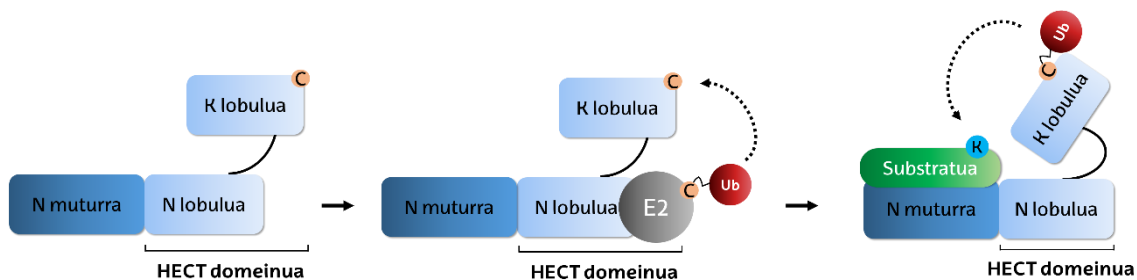 K lobulua
C
N muturra
N lobulua
HECT domeinua
K lobulua
C
N muturra
N lobulua
E2
C
Ub
HECT domeinua
Ub
C
K lobulua
K
Substratua
N muturra
N lobulua
HECT domeinua